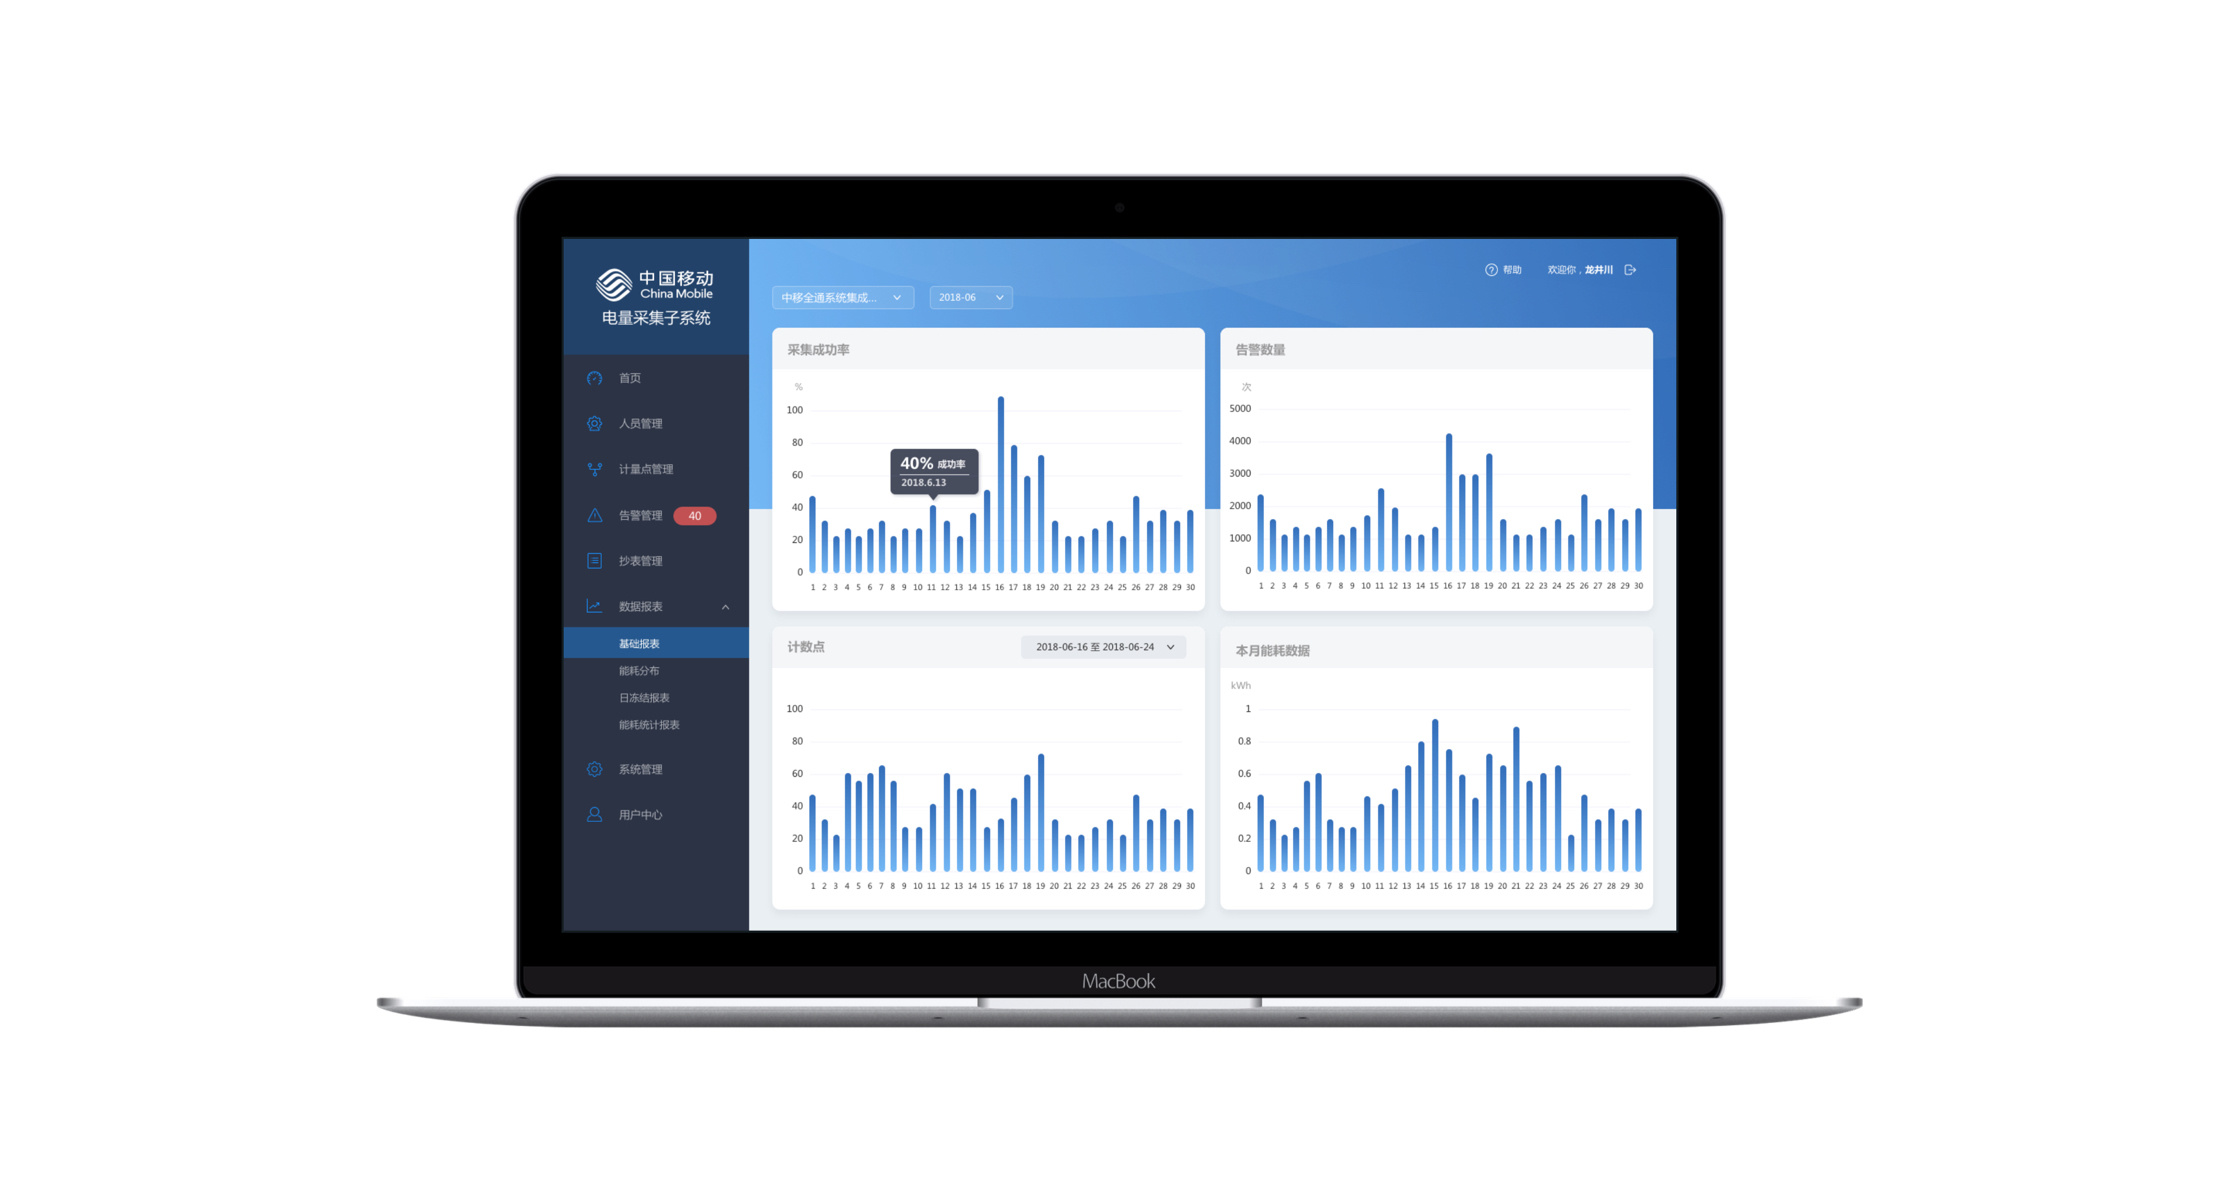 中国移动
China Mobile
电量采集子系统
首页
人员管理
计量点管理
告警管理 40
抄表管理
数据报表
基础报表
能耗分布
日冻结报表
能耗统计报表
系统管理
用户中心
帮助 欢迎你，龙井川
中移全通系统集成... 2018-06
采集成功率
%
100
80
60
40
20
0
40% 成功率
2018.6.13
1 2 3 4 5 6 7 8 9 10 11 12 13 14 15 16 17 18 19 20 21 22 23 24 25 26 27 28 29 30
告警数量
次
5000
4000
3000
2000
1000
0
1 2 3 4 5 6 7 8 9 10 11 12 13 14 15 16 17 18 19 20 21 22 23 24 25 26 27 28 29 30
计数点 2018-06-16 至 2018-06-24
100
80
60
40
20
0
1 2 3 4 5 6 7 8 9 10 11 12 13 14 15 16 17 18 19 20 21 22 23 24 25 26 27 28 29 30
本月能耗数据
kWh
1
0.8
0.6
0.4
0.2
0
1 2 3 4 5 6 7 8 9 10 11 12 13 14 15 16 17 18 19 20 21 22 23 24 25 26 27 28 29 30
MacBook